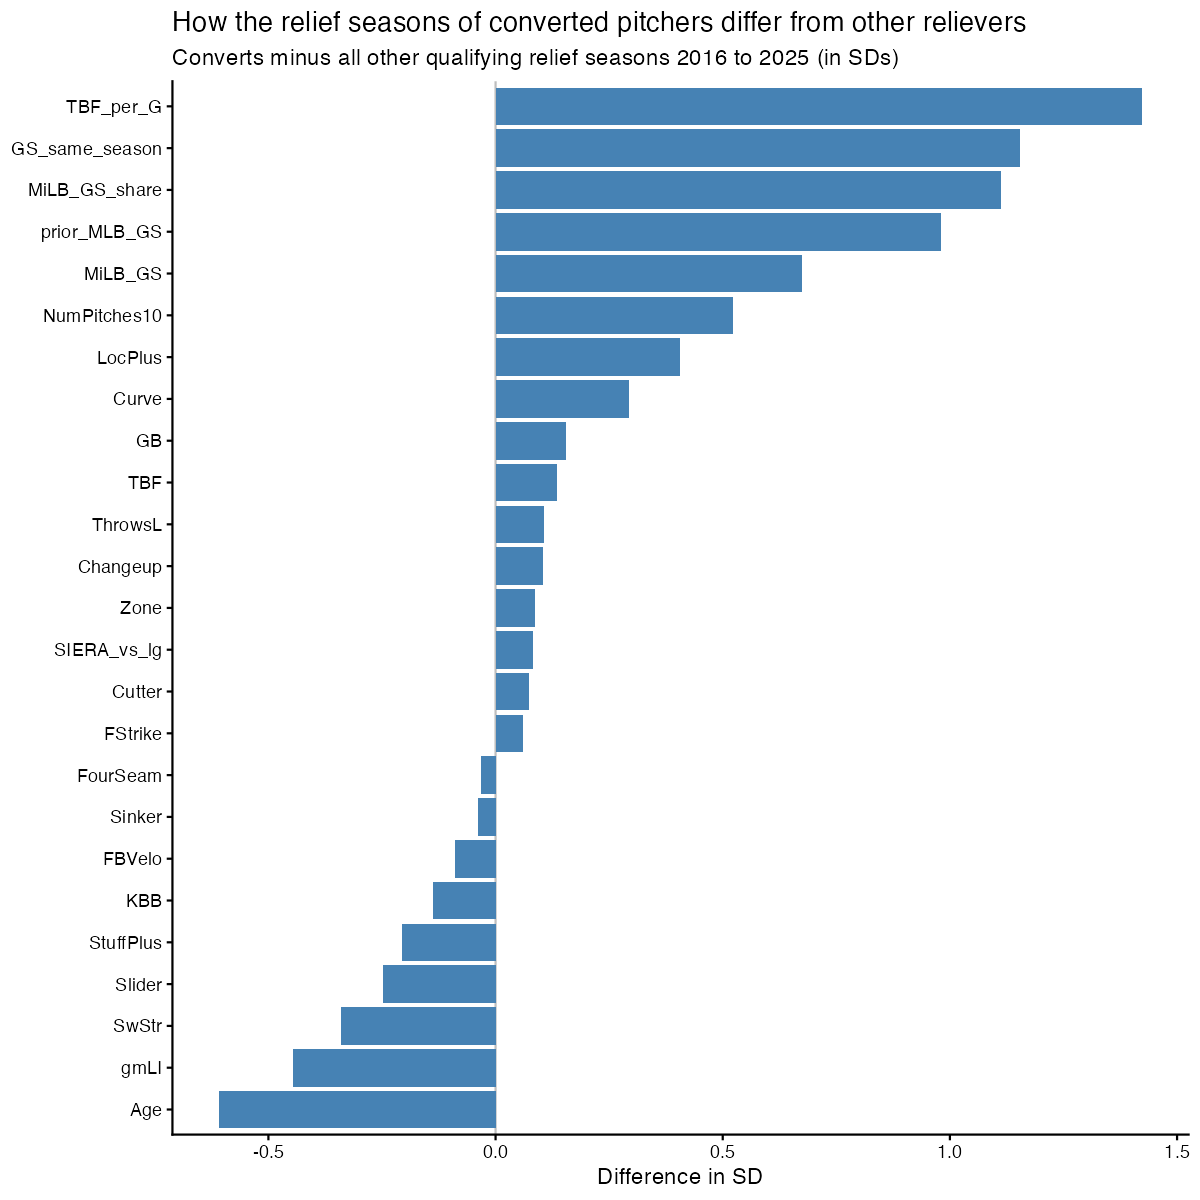 How the relief seasons of converted pitchers differ from other relievers
Converts minus all other qualifying relief seasons 2016 to 2025 (in SDs)
TBF_per_G
GS_same_season
MiLB_GS_share
prior_MLB_GS
MiLB_GS
NumPitches10
LocPlus
Curve
GB
TBF
ThrowsL
Changeup
Zone
SIERA_vs_lg
Cutter
FStrike
FourSeam
Sinker
FBVelo
KBB
StuffPlus
Slider
SwStr
gmLI
Age
-0.5 0.0 0.5 1.0 1.5
Difference in SD